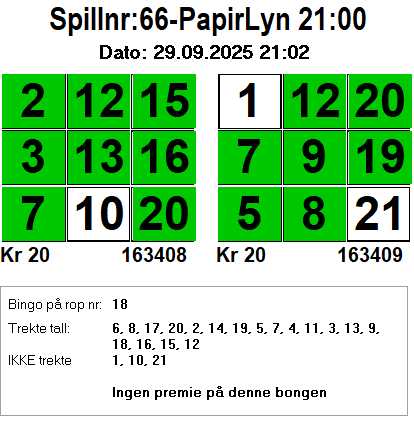 Spillnr:66-PapirLyn 21:00
Dato: 29.09.2025 21:02
2 12 15 1 12 20
3 13 16 7 9 19
7 10 20 5 8 21
Kr 20 163408 Kr 20 163409
Bingo på rop nr: 18
Trekte tall: 6, 8, 17, 20, 2, 14, 19, 5, 7, 4, 11, 3, 13, 9,
18, 16, 15, 12
IKKE trekte 1, 10, 21
Ingen premie på denne bongen